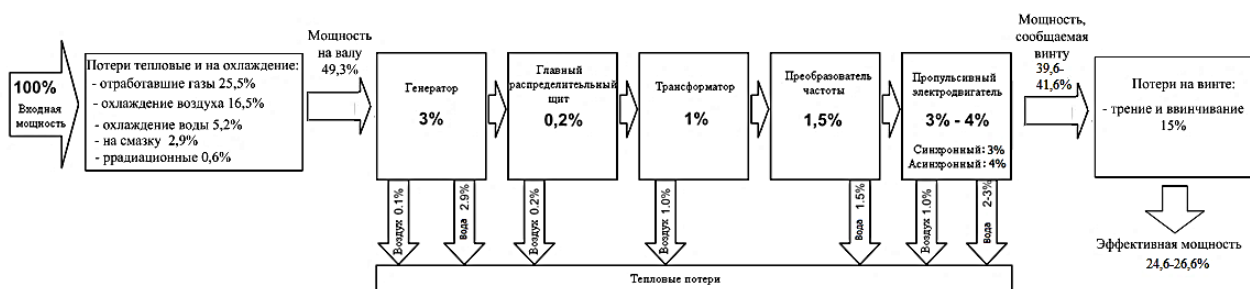 100%
Входная
мощность
Потери тепловые и на охлаждение:
- отработавшие газы 25,5%
- охлаждение воздуха 16,5%
- охлаждение воды 5,2%
- на смазку 2,9%
- ррадиационные 0,6%
Мощность
на валу
49,3%
Генератор
3%
Главный
распределительный
щит
0,2%
Трансформатор
1%
Преобразователь
частоты
1,5%
Пропульсивный
электродвигатель
3% - 4%
Синхронный: 3%
Асинхронный: 4%
Мощность,
сообщаемая
винту
39,6-
41,6%
Потери на винте:
- трение и ввинчивание
15%
Воздух 0.1%
Вода 2.9%
Воздух 0.2%
Воздух 1.0%
Вода 1.5%
Воздух 1.0%
Вода 2-3%
Тепловые потери
Эффективная мощность
24,6-26,6%